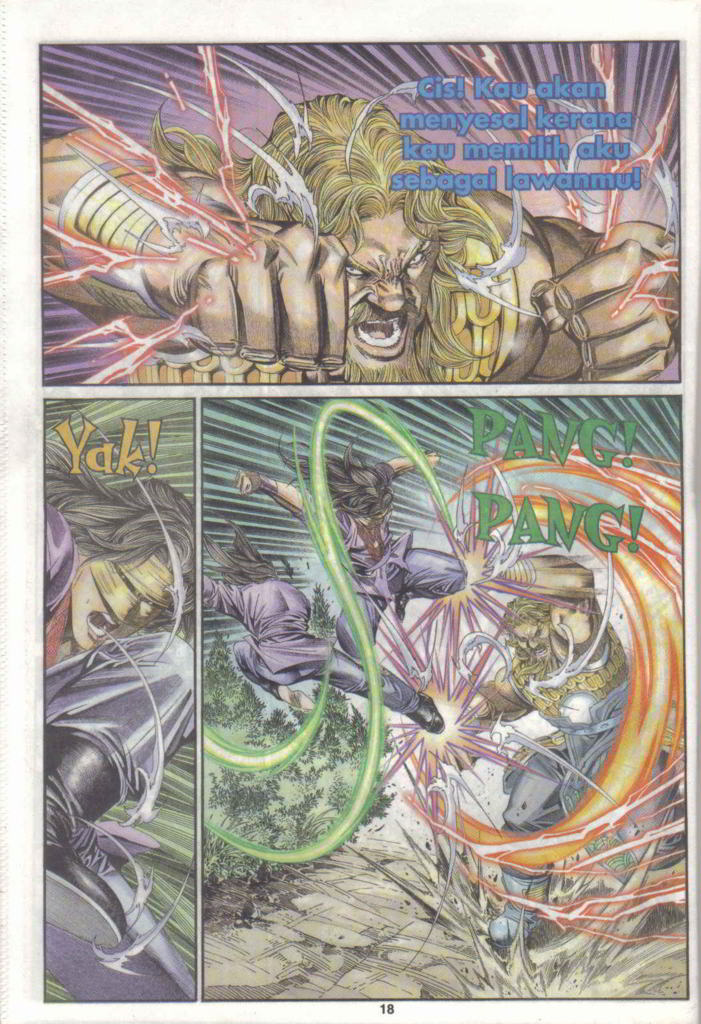 Cis! Kau akan
menyesal kerana
kau memilih aku
sebagai lawanmu!
Yak!
PANG!
PANG!
18